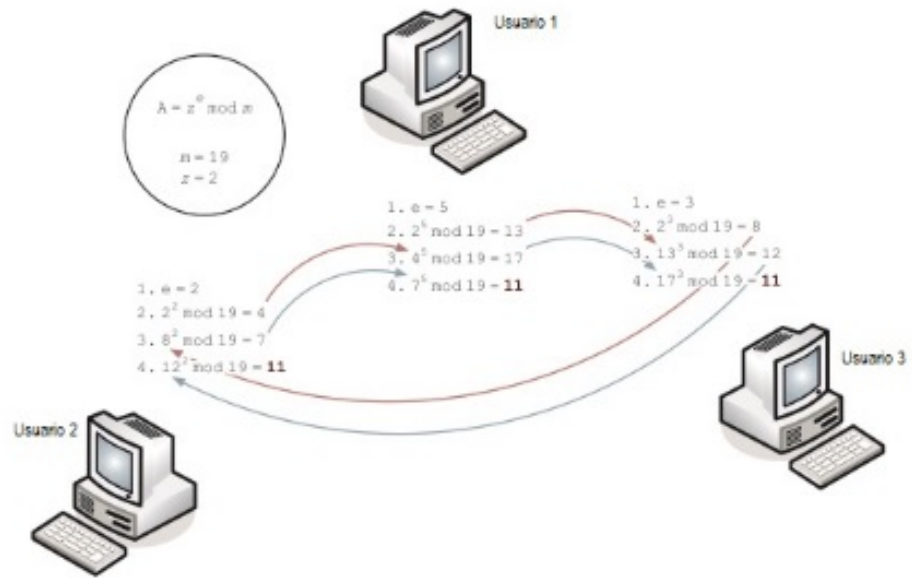 Usuario 1
A = z^e mod m
m = 19
z = 2
1. e = 5
2. 2^5 mod 19 = 13
3. 4^5 mod 19 = 17
4. 7^5 mod 19 = 11
1. e = 3
2. 2^3 mod 19 = 8
3. 13^3 mod 19 = 12
4. 17^3 mod 19 = 11
1. e = 2
2. 2^2 mod 19 = 4
3. 8^2 mod 19 = 7
4. 12^2 mod 19 = 11
Usuario 3
Usuario 2